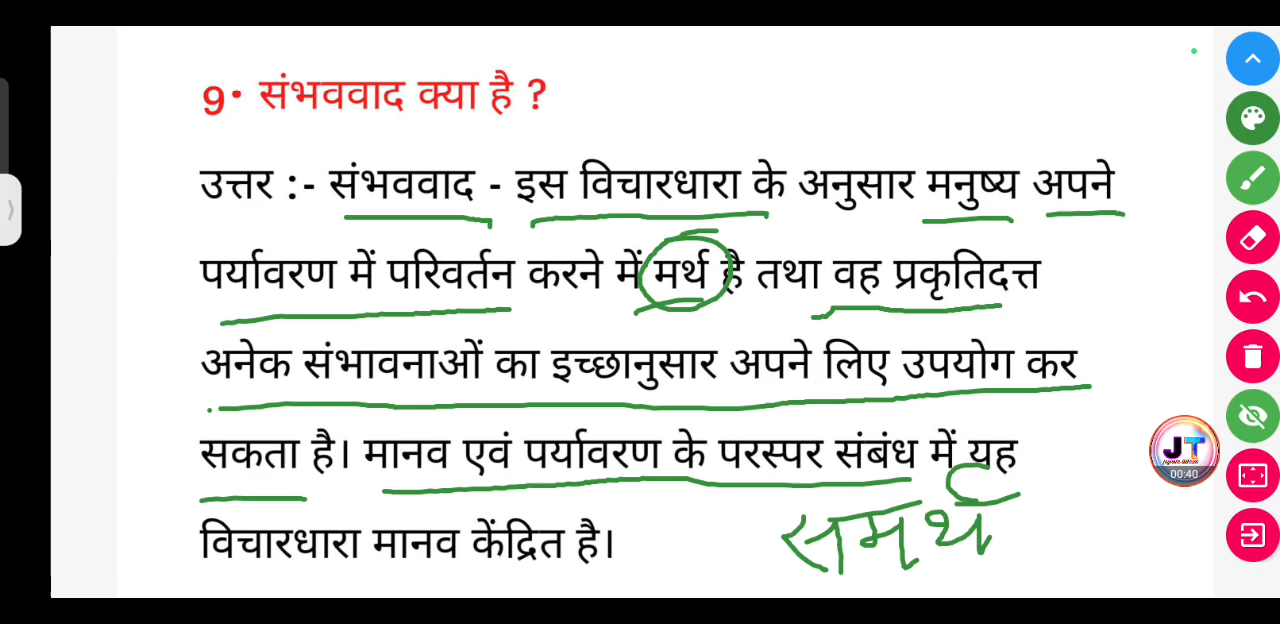 9• संभववाद क्या है ?
उत्तर :- संभववाद - इस विचारधारा के अनुसार मनुष्य अपने
पर्यावरण में परिवर्तन करने में मर्थ है तथा वह प्रकृतिदत्त
अनेक संभावनाओं का इच्छानुसार अपने लिए उपयोग कर
सकता है। मानव एवं पर्यावरण के परस्पर संबंध में यह
विचारधारा मानव केंद्रित है।
समर्थ
JT
00:40